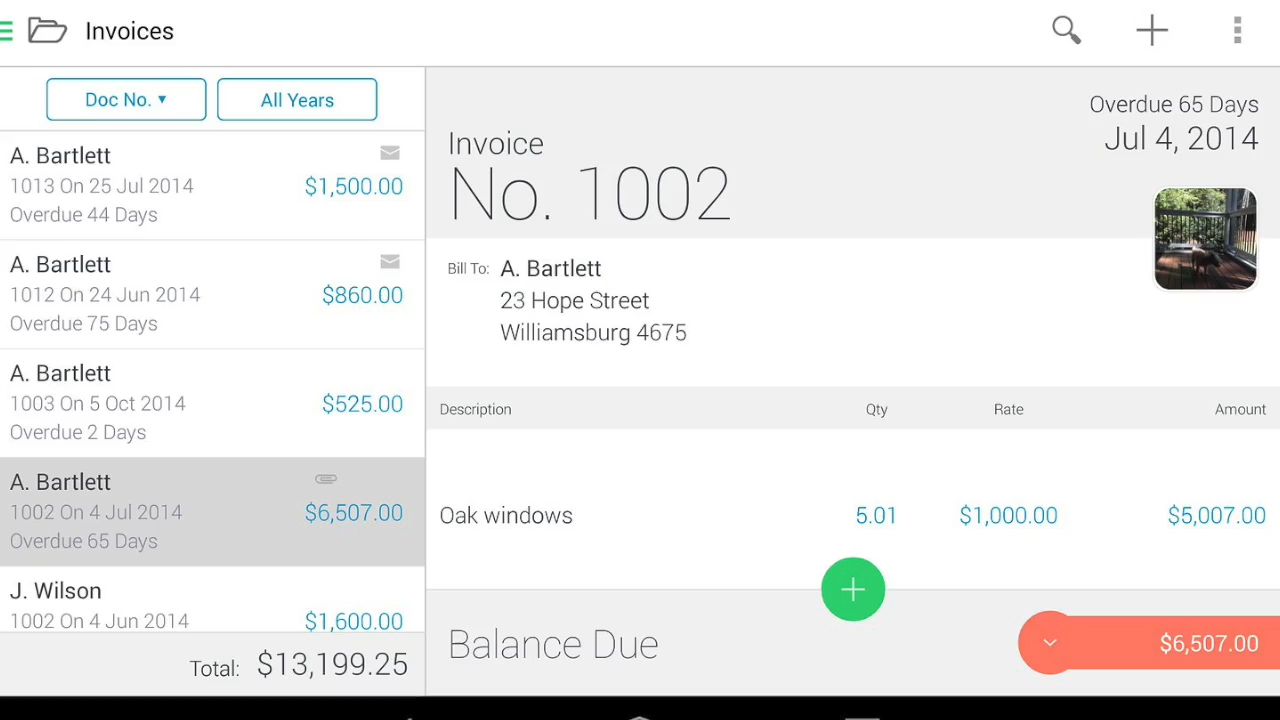 Invoices
Doc No. ▾
All Years
A. Bartlett
1013 On 25 Jul 2014
$1,500.00
Overdue 44 Days
A. Bartlett
1012 On 24 Jun 2014
$860.00
Overdue 75 Days
A. Bartlett
1003 On 5 Oct 2014
$525.00
Overdue 2 Days
A. Bartlett
1002 On 4 Jul 2014
$6,507.00
Overdue 65 Days
J. Wilson
1002 On 4 Jun 2014
$1,600.00
Total: $13,199.25
Overdue 65 Days
Jul 4, 2014
Invoice
No. 1002
Bill To: A. Bartlett
23 Hope Street
Williamsburg 4675
Description Qty Rate Amount
Oak windows 5.01 $1,000.00 $5,007.00
Balance Due $6,507.00